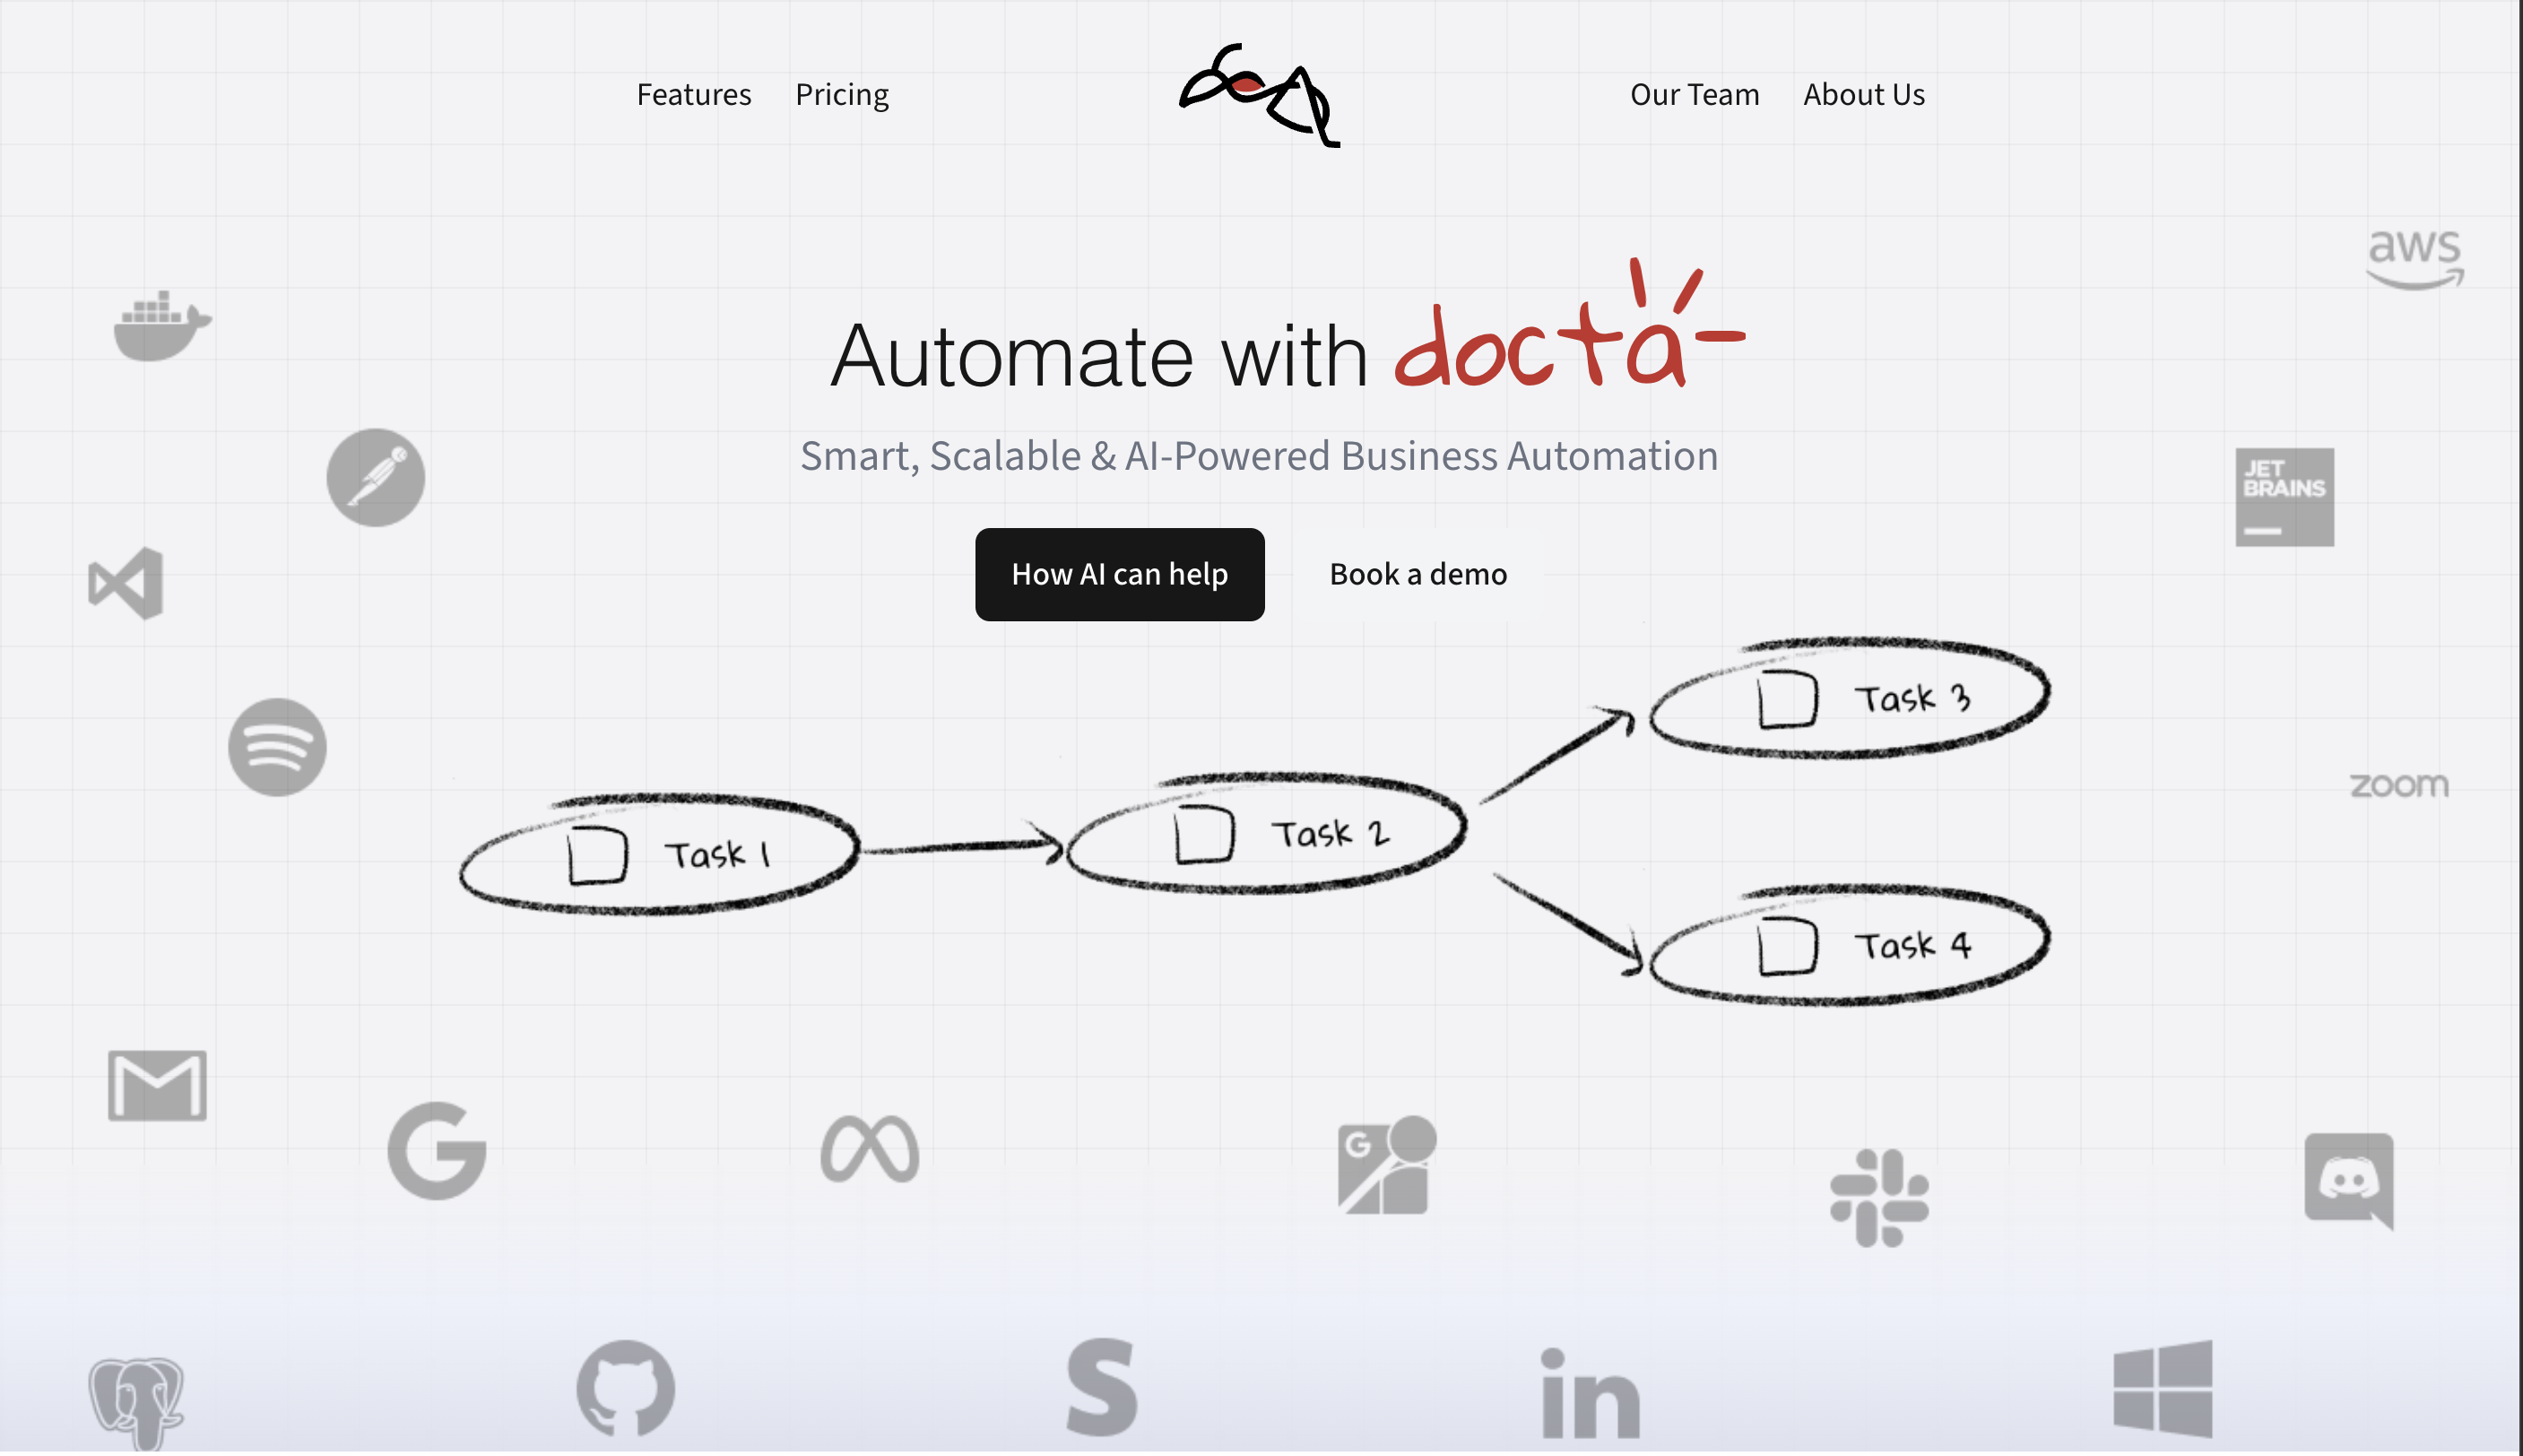 Features Pricing Our Team About Us
aws
Automate with docta
Smart, Scalable & AI-Powered Business Automation
JET
BRAINS
How AI can help Book a demo
Task 3
zoom
Task 1 Task 2
Task 4
G
G
S
in